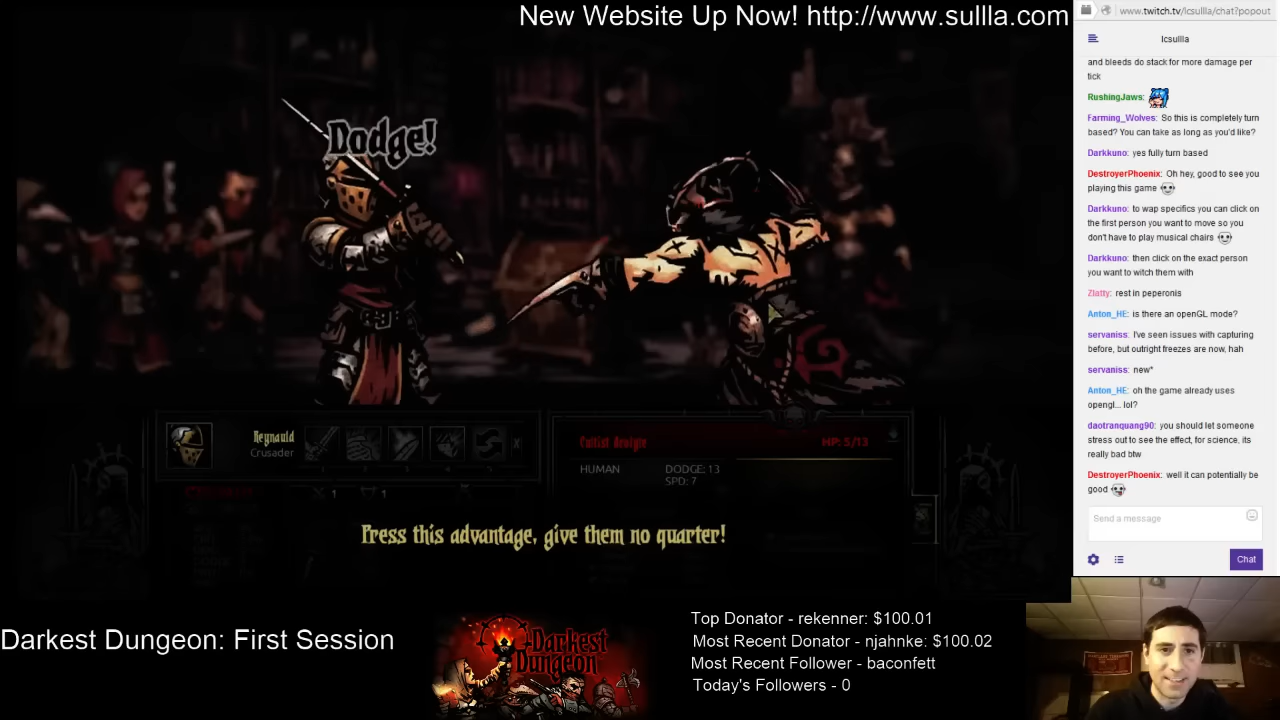 New Website Up Now! http://www.sullla.com
Dodge!
Reynauld
Crusader
Cultist Acolyte
HP: 5/13
HUMAN
DODGE: 13
SPD: 7
1
1
Press this advantage, give them no quarter!
Darkest Dungeon: First Session
Darkest
Dungeon
Top Donator - rekenner: $100.01
Most Recent Donator - njahnke: $100.02
Most Recent Follower - baconfett
Today's Followers - 0
www.twitch.tv/lcsullla/chat?popout
lcsullla
and bleeds do stack for more damage per
tick
RushingJaws:
Farming_Wolves: So this is completely turn
based? You can take as long as you'd like?
Darkkuno: yes fully turn based
DestroyerPhoenix: Oh hey, good to see you
playing this game
Darkkuno: to wap specifics you can click on
the first person you want to move so you
don't have to play musical chairs
Darkkuno: then click on the exact person
you want to witch them with
Zlatty: rest in peperonis
Anton_HE: is there an openGL mode?
servaniss: I've seen issues with capturing
before, but outright freezes are now, hah
servaniss: new*
Anton_HE: oh the game already uses
opengl... lol?
daotranquang90: you should let someone
stress out to see the effect, for science, its
really bad btw
DestroyerPhoenix: well it can potentially be
good
Send a message
Chat